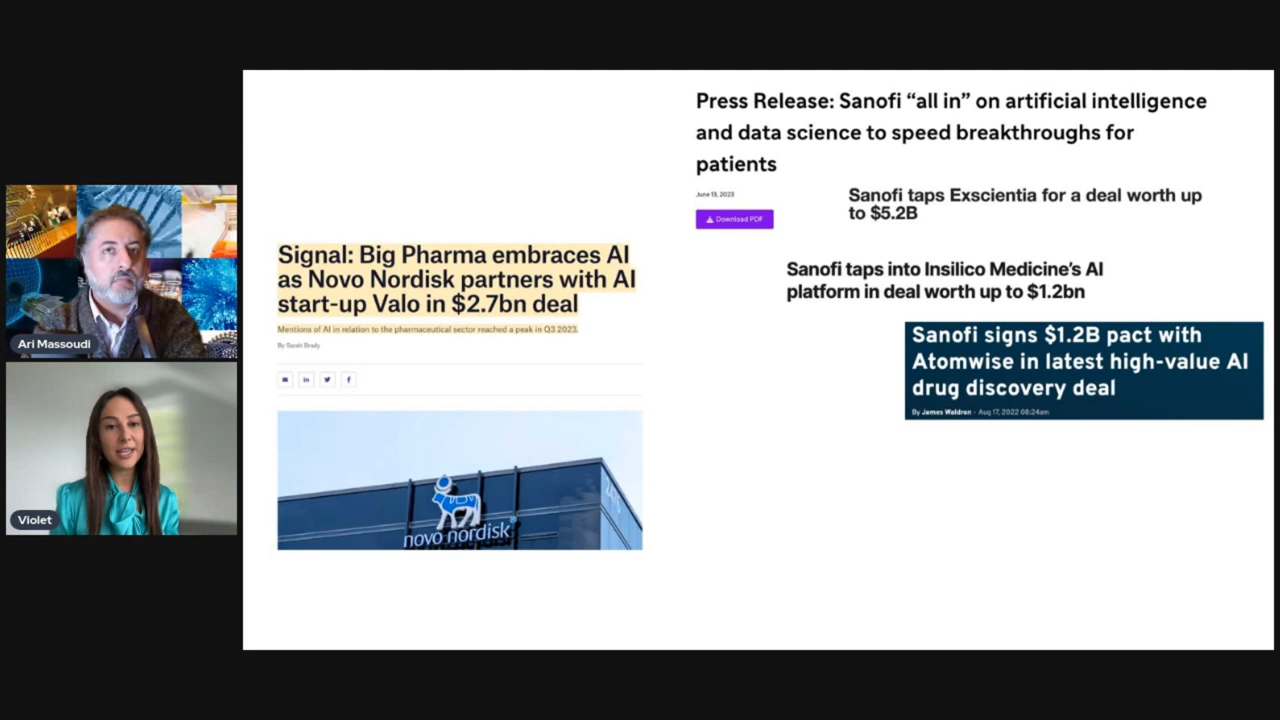 Ari Massoudi
Violet
Signal: Big Pharma embraces AI
as Novo Nordisk partners with AI
start-up Valo in $2.7bn deal
Mentions of AI in relation to the pharmaceutical sector reached a peak in Q3 2023.
By Sarah Brady
novo nordisk
Press Release: Sanofi “all in” on artificial intelligence
and data science to speed breakthroughs for
patients
June 13, 2023
Download PDF
Sanofi taps Exscientia for a deal worth up
to $5.2B
Sanofi taps into Insilico Medicine’s AI
platform in deal worth up to $1.2bn
Sanofi signs $1.2B pact with
Atomwise in latest high-value AI
drug discovery deal
By James Waldron - Aug 17, 2022 08:24am